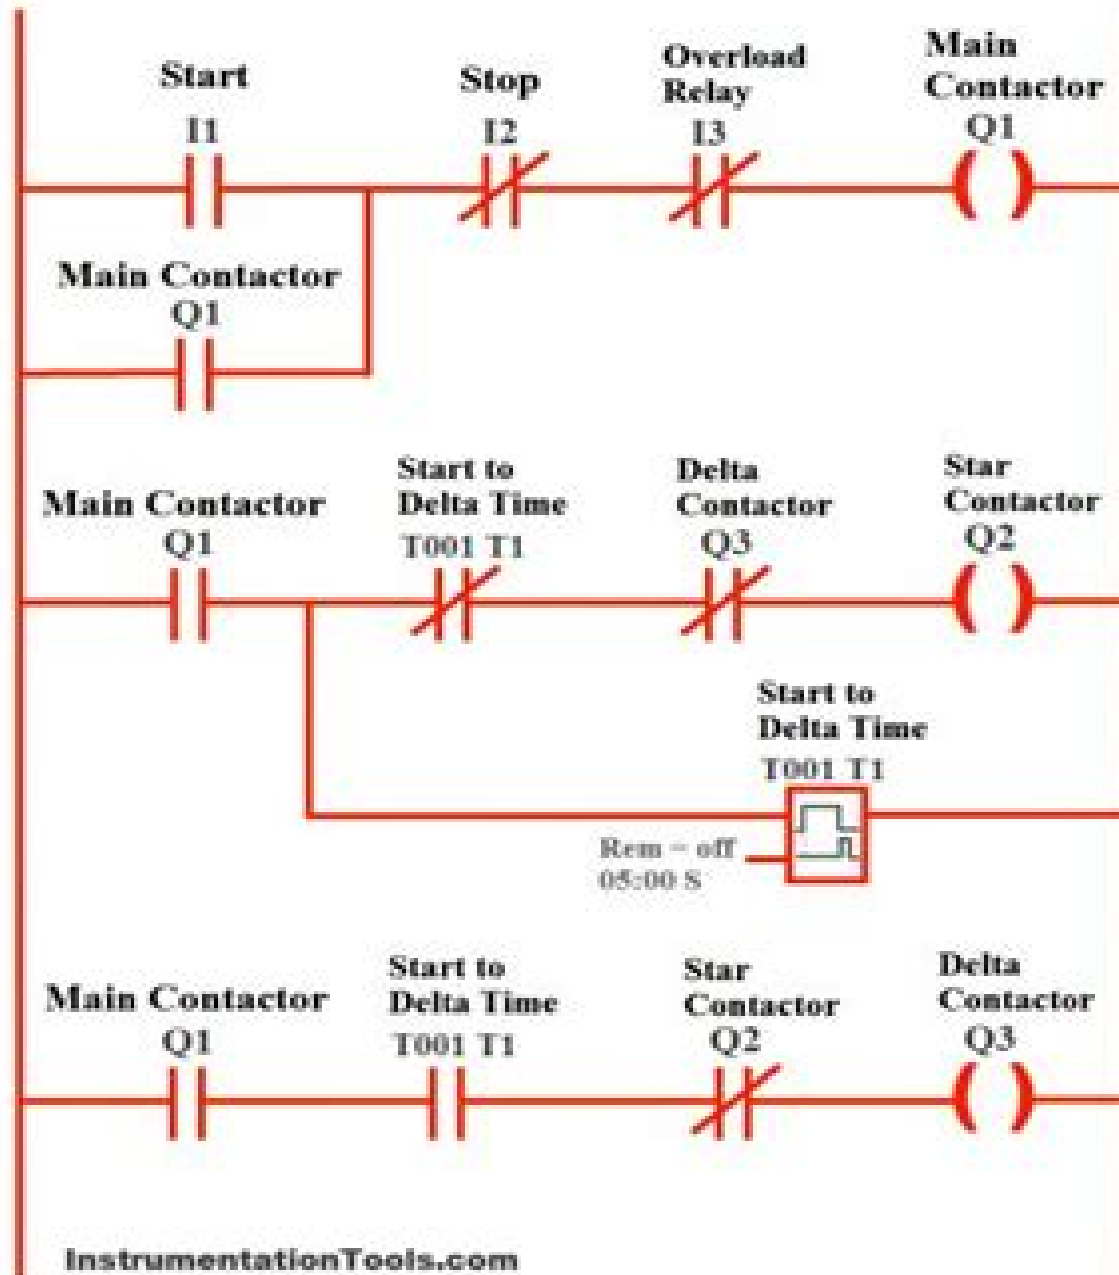 Start
I1
Stop
I2
Overload
Relay
I3
Main
Contactor
Q1
Main Contactor
Q1
Main Contactor
Q1
Start to
Delta Time
T001 T1
Delta
Contactor
Q3
Star
Contactor
Q2
Start to
Delta Time
T001 T1
Rem - off
05:00 S
Main Contactor
Q1
Start to
Delta Time
T001 T1
Star
Contactor
Q2
Delta
Contactor
Q3
InstrumentationTools.com